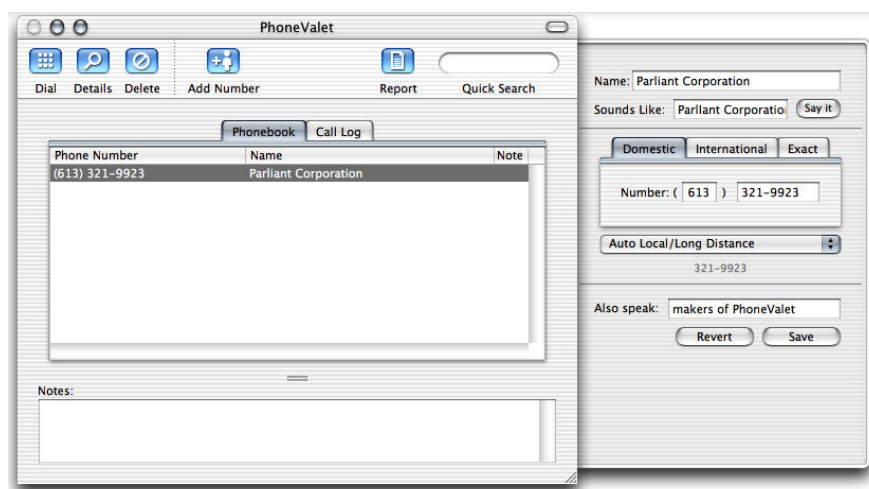 PhoneValet
Dial Details Delete Add Number Report Quick Search
Phonebook Call Log
Phone Number Name Note
(613) 321-9923 Parliant Corporation
Notes:
Name: Parliant Corporation
Sounds Like: Parllant Corporatio Say it
Domestic International Exact
Number: ( 613 ) 321-9923
Auto Local/Long Distance
321-9923
Also speak: makers of PhoneValet
Revert Save